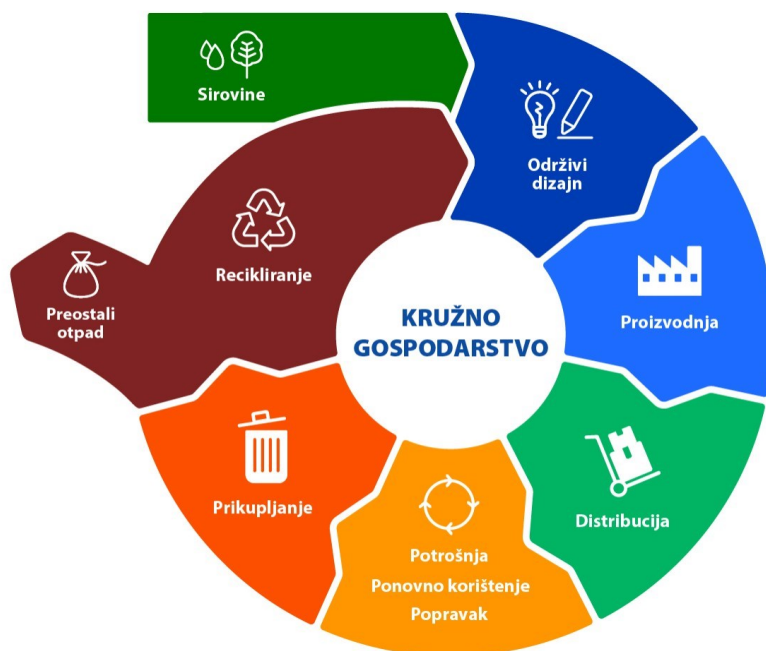 Sirovine
Održivi
dizajn
Recikliranje
Preostali
otpad
Proizvodnja
KRUŽNO
GOSPODARSTVO
Prikupljanje
Distribucija
Potrošnja
Ponovno korištenje
Popravak